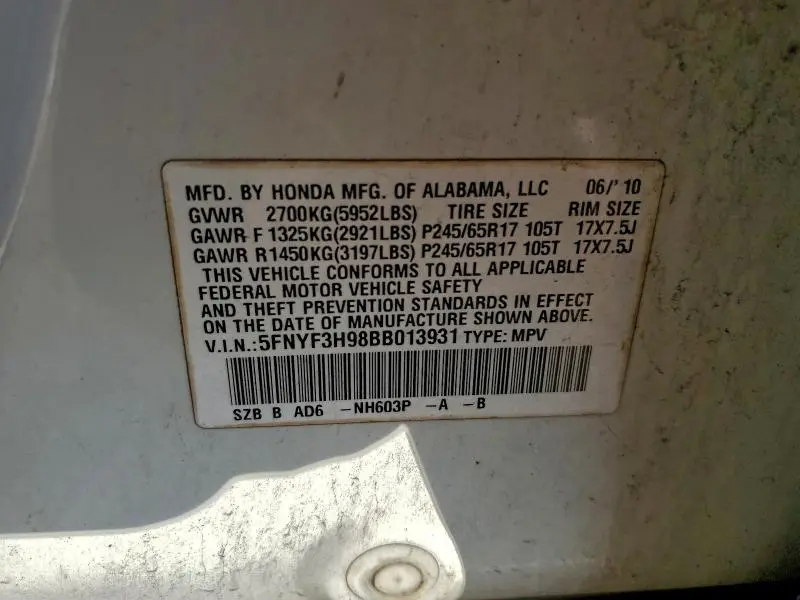 MFD. BY HONDA MFG. OF ALABAMA, LLC 06/'10
GVWR 2700KG(5952LBS) TIRE SIZE RIM SIZE
GAWR F 1325KG(2921LBS) P245/65R17 105T 17X7.5J
GAWR R1450KG(3197LBS) P245/65R17 105T 17X7.5J
THIS VEHICLE CONFORMS TO ALL APPLICABLE
FEDERAL MOTOR VEHICLE SAFETY
AND THEFT PREVENTION STANDARDS IN EFFECT
ON THE DATE OF MANUFACTURE SHOWN ABOVE.
V.I.N.:5FNYF3H98BB013931 TYPE: MPV
SZB B AD6 -NH603P -A -B